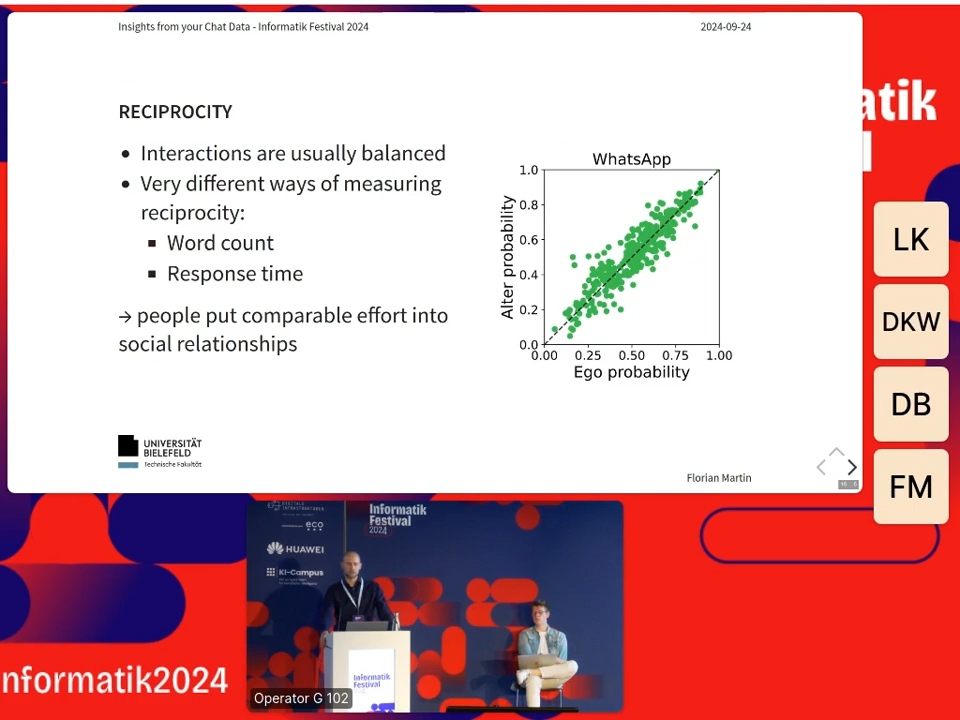 Insights from your Chat Data - Informatik Festival 2024
2024-09-24
RECIPROCITY
• Interactions are usually balanced
• Very different ways of measuring
reciprocity:
▪ Word count
▪ Response time
→ people put comparable effort into
social relationships
WhatsApp
Alter probability
1.0
0.8
0.6
0.4
0.2
0.0
0.00 0.25 0.50 0.75 1.00
Ego probability
UNIVERSITÄT
BIELEFELD
Technische Fakultät
Florian Martin
atik
LK
DKW
DB
FM
eco
HUAWEI
KI-Campus
Informatik
Festival
2024
Informatik
Festival
Operator G 102
nformatik2024